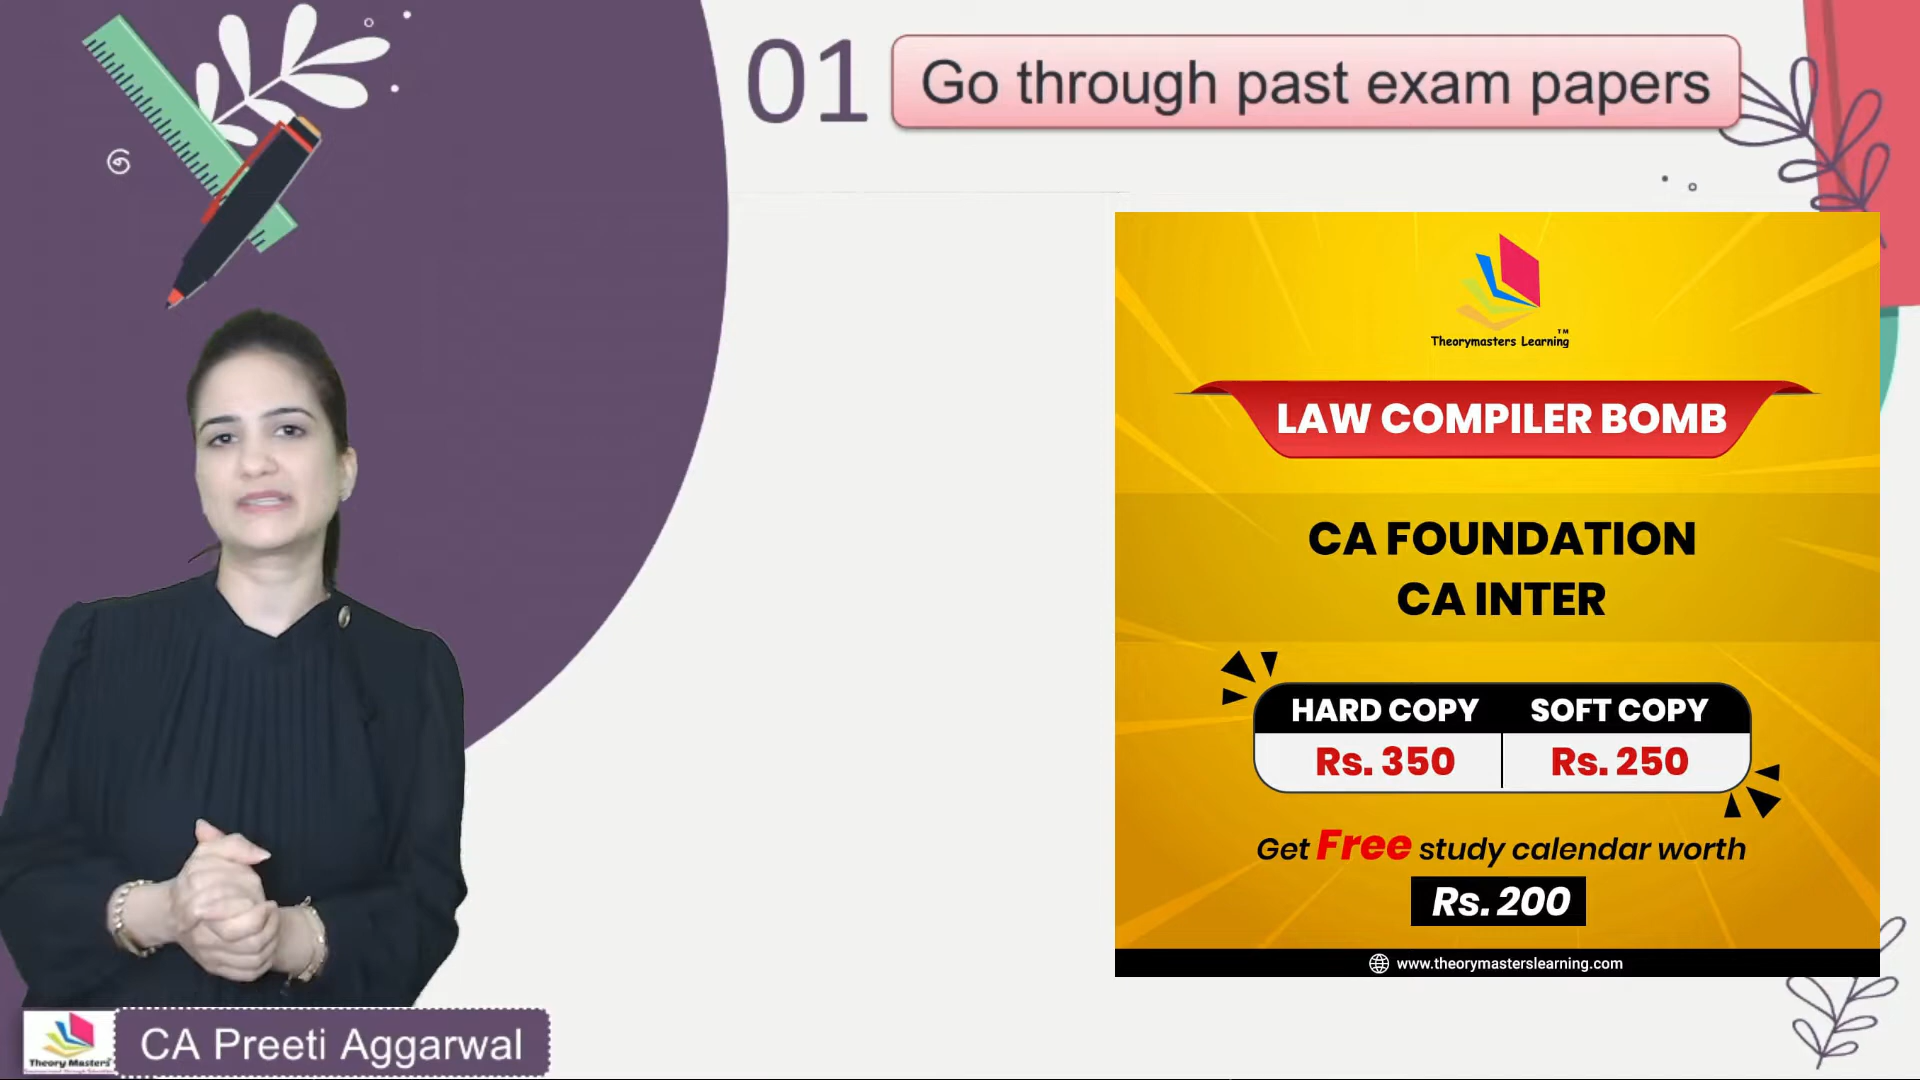 01 Go through past exam papers
Theorymasters Learning™
LAW COMPILER BOMB
CA FOUNDATION
CA INTER
HARD COPY SOFT COPY
Rs. 350 Rs. 250
Get Free study calendar worth
Rs. 200
www.theorymasterslearning.com
Theory Masters
CA Preeti Aggarwal